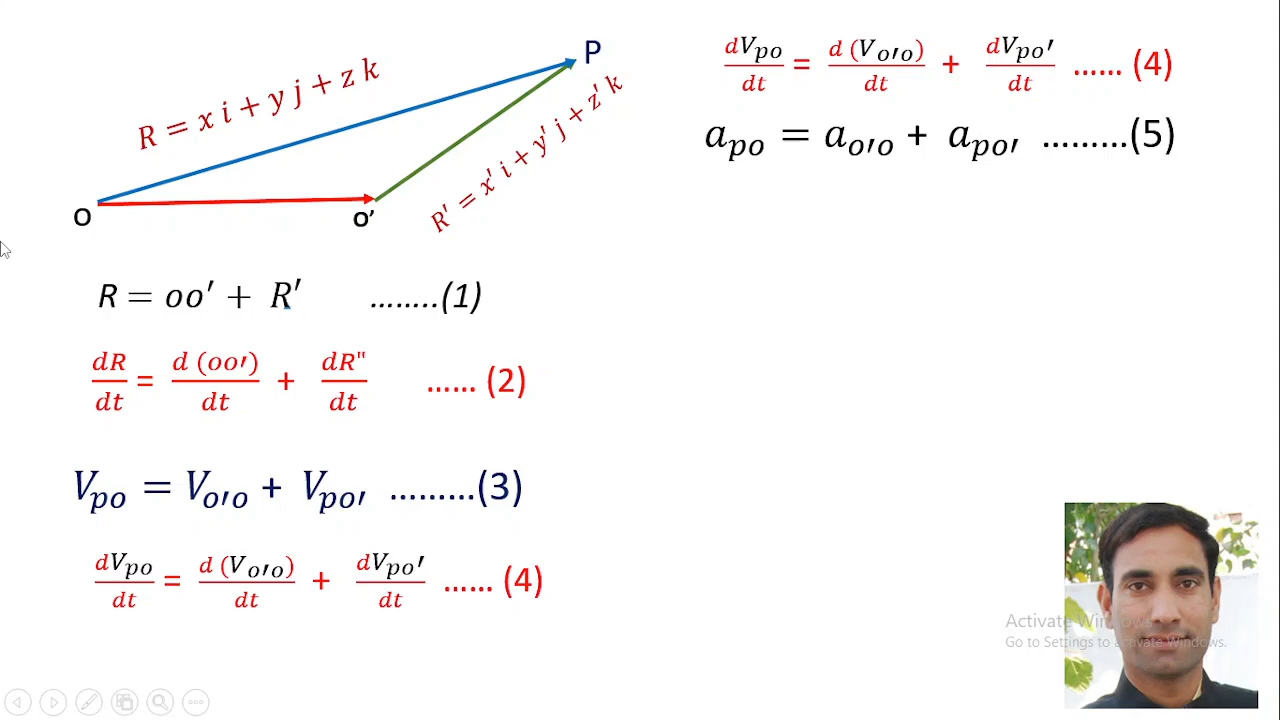 P
R = x i + y j + z k
R′ = x′ i + y′ j + z′ k
O
o’
R = oo′ + R′ ........(1)
dR/dt = d (oo′)/dt + dR"/dt ...... (2)
Vpo = Vo′o + Vpo′ .........(3)
dVpo/dt = d (Vo′o)/dt + dVpo′/dt ...... (4)
dVpo/dt = d (Vo′o)/dt + dVpo′/dt ...... (4)
apo = ao′o + apo′ .........(5)
Activate Windows
Go to Settings to activate Windows.